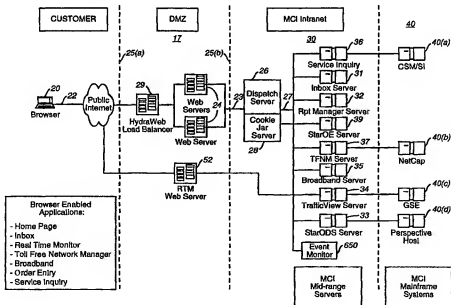 CUSTOMER
DMZ
MCI Intranet
40
17
30
25(a)
25(b)
36
40(a)
Service Inquiry
CSM/SI
20
22
Public Internet
29
HydraWeb
Load Balancer
Web
Servers
24
Web Server
23
26
Dispatch
Server
27
Cookie
Jar
Server
28
31
Inbox Server
32
Rpt Manager Server
39
StarOE Server
37
TFNM Server
40(b)
NetCap
35
Broadband Server
Browser
52
RTM
Web Server
34
TrafficView Server
40(c)
GSE
33
StarODS Server
40(d)
Perspective
Host
Event
Monitor
650
Browser Enabled
Applications:
- Home Page
- Inbox
- Real Time Monitor
- Toll Free Network Manager
- Broadband
- Order Entry
- Service Inquiry
MCI
Mid-range
Servers
MCI
Mainframe
Systems